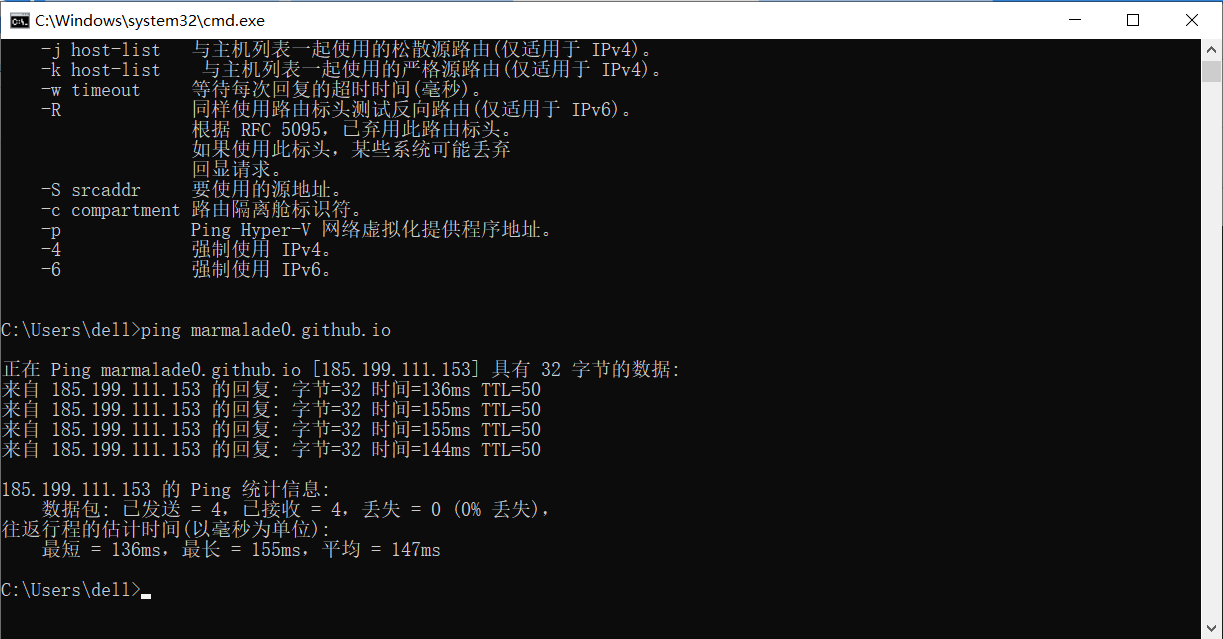 C:\Windows\system32\cmd.exe
-j host-list 与主机列表一起使用的松散源路由(仅适用于 IPv4)。
-k host-list 与主机列表一起使用的严格源路由(仅适用于 IPv4)。
-w timeout 等待每次回复的超时时间(毫秒)。
-R 同样使用路由标头测试反向路由(仅适用于 IPv6)。
根据 RFC 5095，已弃用此路由标头。
如果使用此标头，某些系统可能丢弃
回显请求。
-S srcaddr 要使用的源地址。
-c compartment 路由隔离舱标识符。
-p Ping Hyper-V 网络虚拟化提供程序地址。
-4 强制使用 IPv4。
-6 强制使用 IPv6。
C:\Users\dell>ping marmalade0.github.io
正在 Ping marmalade0.github.io [185.199.111.153] 具有 32 字节的数据:
来自 185.199.111.153 的回复: 字节=32 时间=136ms TTL=50
来自 185.199.111.153 的回复: 字节=32 时间=155ms TTL=50
来自 185.199.111.153 的回复: 字节=32 时间=155ms TTL=50
来自 185.199.111.153 的回复: 字节=32 时间=144ms TTL=50
185.199.111.153 的 Ping 统计信息:
数据包: 已发送 = 4，已接收 = 4，丢失 = 0 (0% 丢失)，
往返行程的估计时间(以毫秒为单位):
最短 = 136ms，最长 = 155ms，平均 = 147ms
C:\Users\dell>